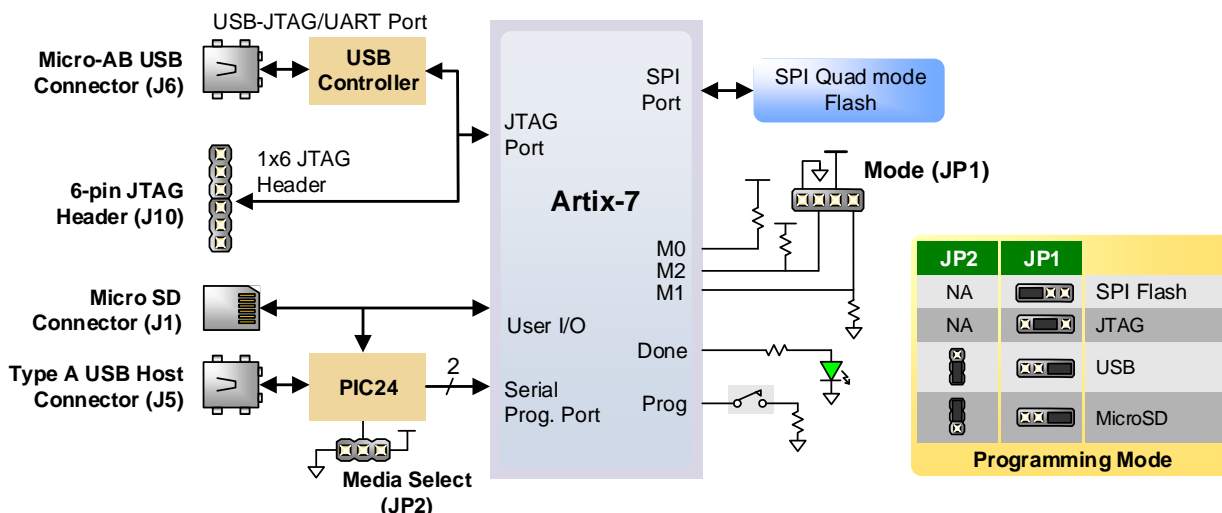 USB-JTAG/UART Port
Micro-AB USB
Connector (J6)
USB
Controller
6-pin JTAG
Header (J10)
1x6 JTAG
Header
Micro SD
Connector (J1)
Type A USB Host
Connector (J5)
PIC24
2
Media Select
(JP2)
JTAG
Port
Artix-7
User I/O
Serial
Prog. Port
SPI
Port
M0
M2
M1
Done
Prog
SPI Quad mode
Flash
Mode (JP1)
JP2 JP1
NA SPI Flash
NA JTAG
USB
MicroSD
Programming Mode